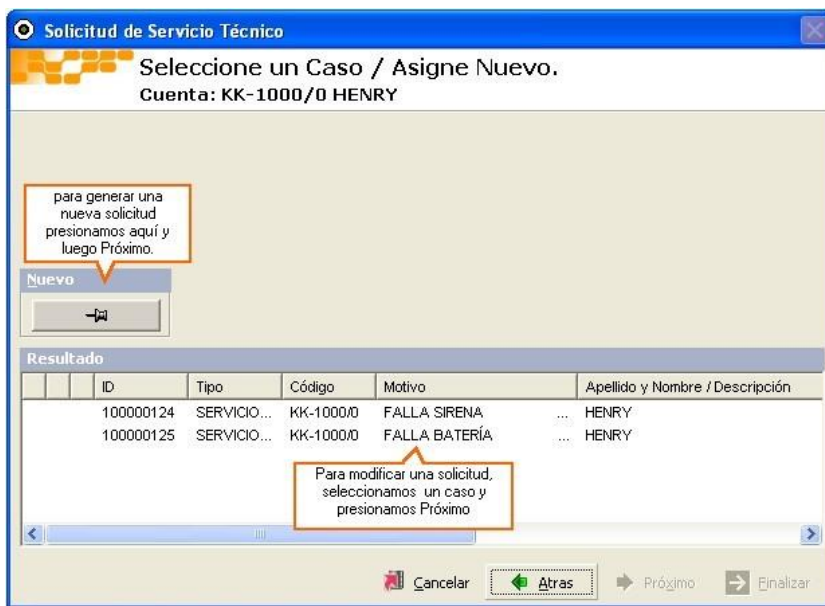 Solicitud de Servicio Técnico
Seleccione un Caso / Asigne Nuevo.
Cuenta: KK-1000/0 HENRY
para generar una
nueva solicitud
presionamos aquí y
luego Próximo.
Nuevo
Resultado
ID Tipo Código Motivo Apellido y Nombre / Descripción
100000124 SERVICIO... KK-1000/0 FALLA SIRENA ... HENRY
100000125 SERVICIO... KK-1000/0 FALLA BATERÍA ... HENRY
Para modificar una solicitud,
seleccionamos un caso y
presionamos Próximo
Cancelar Atras Próximo Finalizar